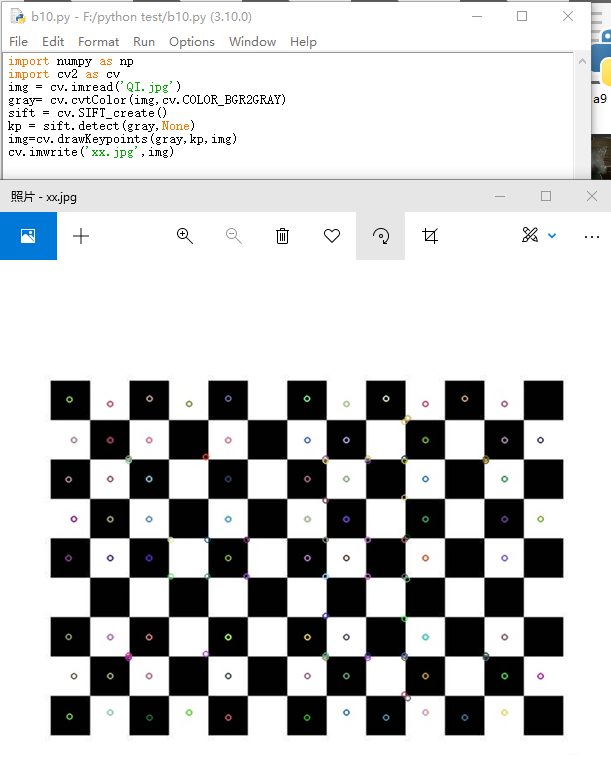 b10.py - F:/python test/b10.py (3.10.0)
File Edit Format Run Options Window Help
import numpy as np
import cv2 as cv
img = cv.imread('QI.jpg')
gray= cv.cvtColor(img,cv.COLOR_BGR2GRAY)
sift = cv.SIFT_create()
kp = sift.detect(gray,None)
img=cv.drawKeypoints(gray,kp,img)
cv.imwrite('xx.jpg',img)
a9
照片 - xx.jpg